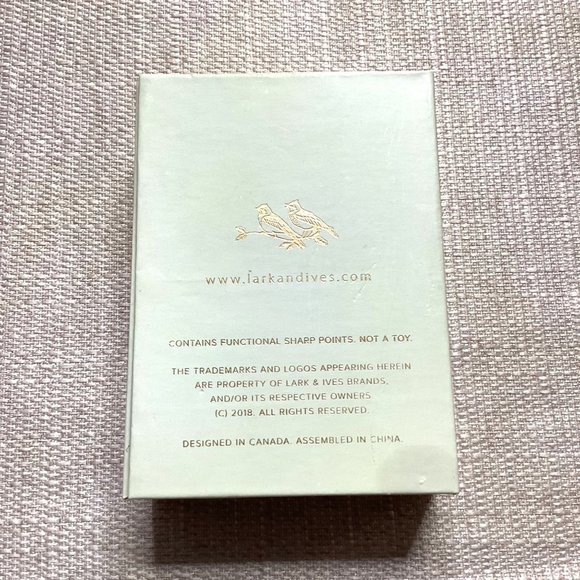 www.larkandives.com
CONTAINS FUNCTIONAL SHARP POINTS. NOT A TOY.
THE TRADEMARKS AND LOGOS APPEARING HEREIN
ARE PROPERTY OF LARK & IVES BRANDS,
AND/OR ITS RESPECTIVE OWNERS.
(C) 2018. ALL RIGHTS RESERVED.
DESIGNED IN CANADA. ASSEMBLED IN CHINA.